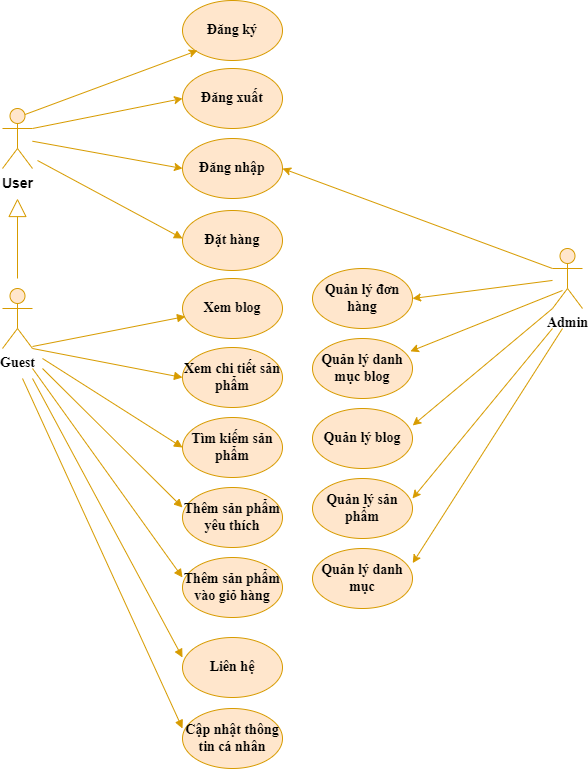 Đăng ký
Đăng xuất
Đăng nhập
User
Đặt hàng
Xem blog
Guest
Xem chi tiết sản
phẩm
Tìm kiếm sản
phẩm
Thêm sản phẩm
yêu thích
Thêm sản phẩm
vào giỏ hàng
Liên hệ
Cập nhật thông
tin cá nhân
Quản lý đơn
hàng
Quản lý danh
mục blog
Quản lý blog
Quản lý sản
phẩm
Quản lý danh
mục
Admin